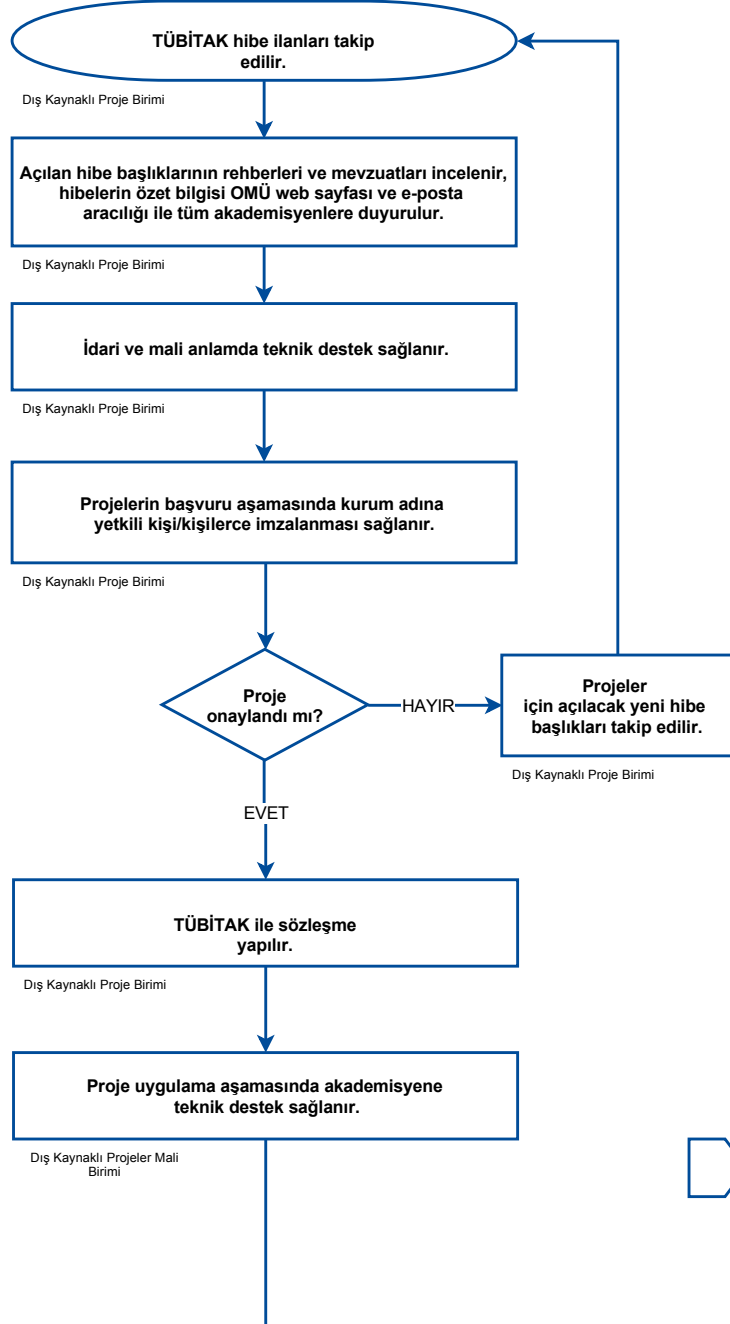 TÜBİTAK hibe ilanları takip
edilir.
Dış Kaynaklı Proje Birimi
Açılan hibe başlıklarının rehberleri ve mevzuatları incelenir,
hibelerin özet bilgisi OMÜ web sayfası ve e-posta
aracılığı ile tüm akademisyenlere duyurulur.
Dış Kaynaklı Proje Birimi
İdari ve mali anlamda teknik destek sağlanır.
Dış Kaynaklı Proje Birimi
Projelerin başvuru aşamasında kurum adına
yetkili kişi/kişilerce imzalanması sağlanır.
Dış Kaynaklı Proje Birimi
Proje
onaylandı mı?
HAYIR
Projeler
için açılacak yeni hibe
başlıkları takip edilir.
Dış Kaynaklı Proje Birimi
EVET
TÜBİTAK ile sözleşme
yapılır.
Dış Kaynaklı Proje Birimi
Proje uygulama aşamasında akademisyene
teknik destek sağlanır.
Dış Kaynaklı Projeler Mali
Birimi